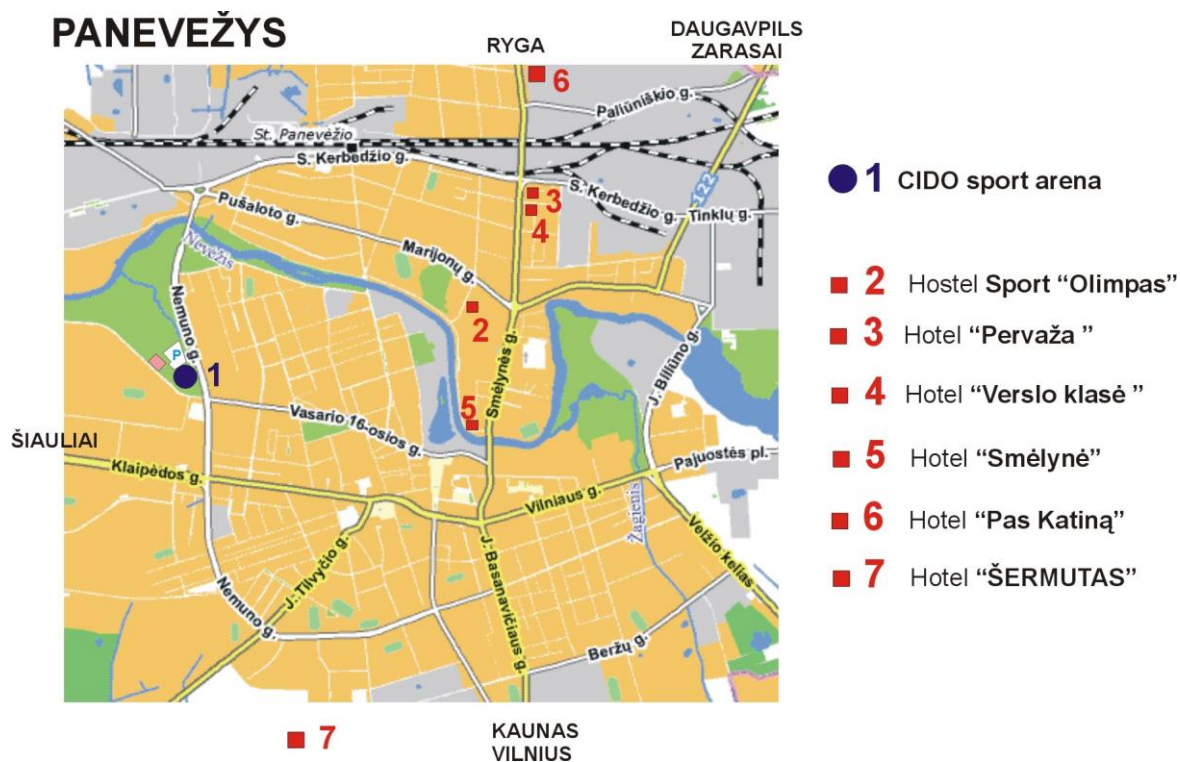 PANEVEŽYS
RYGA
DAUGAVPILS
ZARASAI
6
Paliūniškio g.
St. Panevėžio
S. Kerbedžio g.
S. Kerbedžio g.
122
Tinklų g.
3
4
Pušaloto g.
Nevėžis
Marijonų g.
Nemuno g.
2
Smėlynės g.
J. Biliūno g.
P
1
Vasario 16-osios g.
5
ŠIAULIAI
Klaipėdos g.
Vilniaus g.
Pajuostės pl.
Žagienis
Velžio kelias
J. Tilvyčio g.
Nemuno g.
J. Basanavičiaus g.
Beržų g.
7
KAUNAS
VILNIUS
1 CIDO sport arena
2 Hostel Sport “Olimpas”
3 Hotel “Pervaža ”
4 Hotel “Verslo klasė ”
5 Hotel “Smėlynė”
6 Hotel “Pas Katiną”
7 Hotel “ŠERMUTAS”